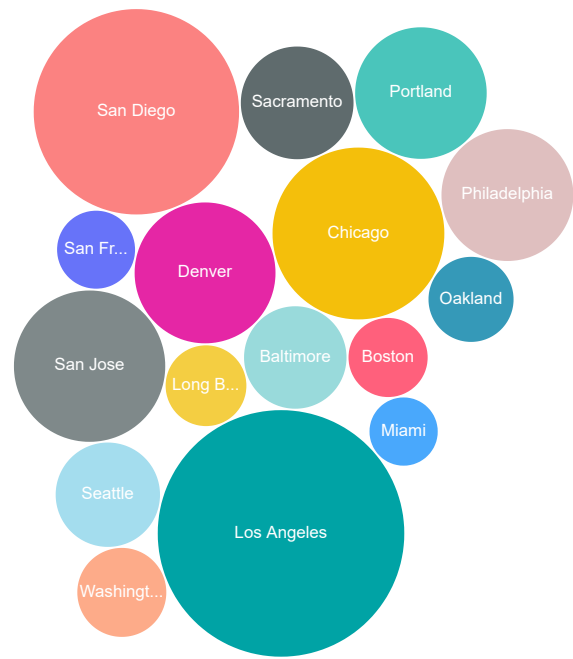 San Diego
Sacramento
Portland
Philadelphia
San Fr...
Denver
Chicago
Oakland
San Jose
Long B...
Baltimore
Boston
Miami
Seattle
Los Angeles
Washingt...